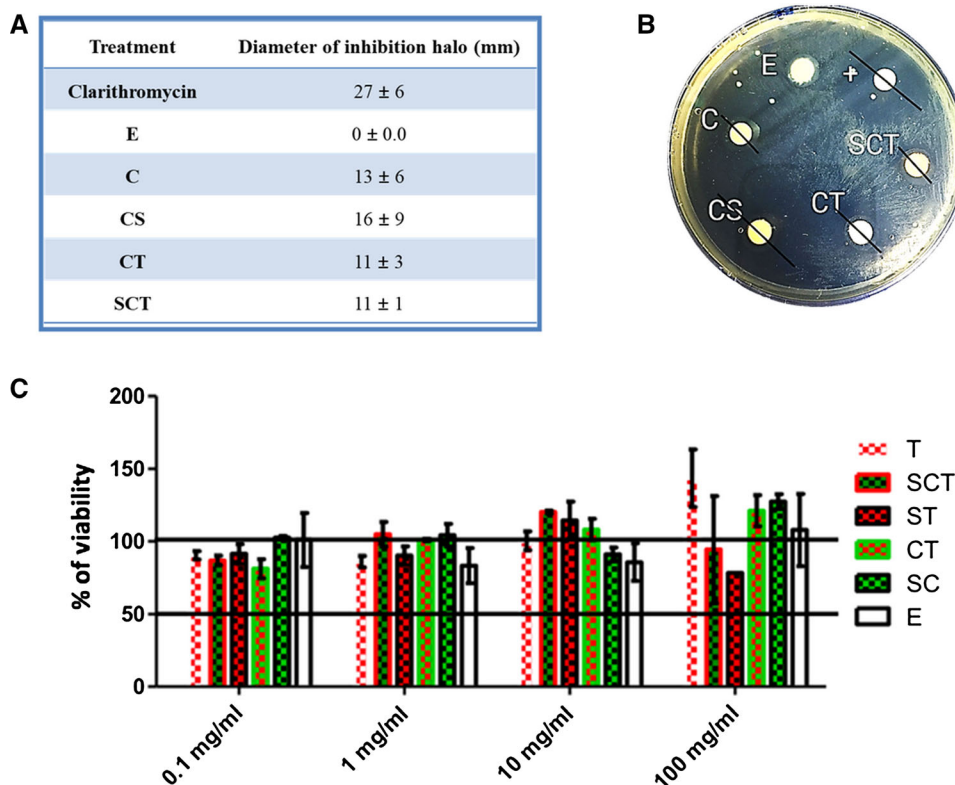 A
Treatment Diameter of inhibition halo (mm)
Clarithromycin 27 ± 6
E 0 ± 0.0
C 13 ± 6
CS 16 ± 9
CT 11 ± 3
SCT 11 ± 1
B
E +
C
SCT
CS CT
C
200
150
100
50
0
% of viability
0.1 mg/ml 1 mg/ml 10 mg/ml 100 mg/ml
T
SCT
ST
CT
SC
E